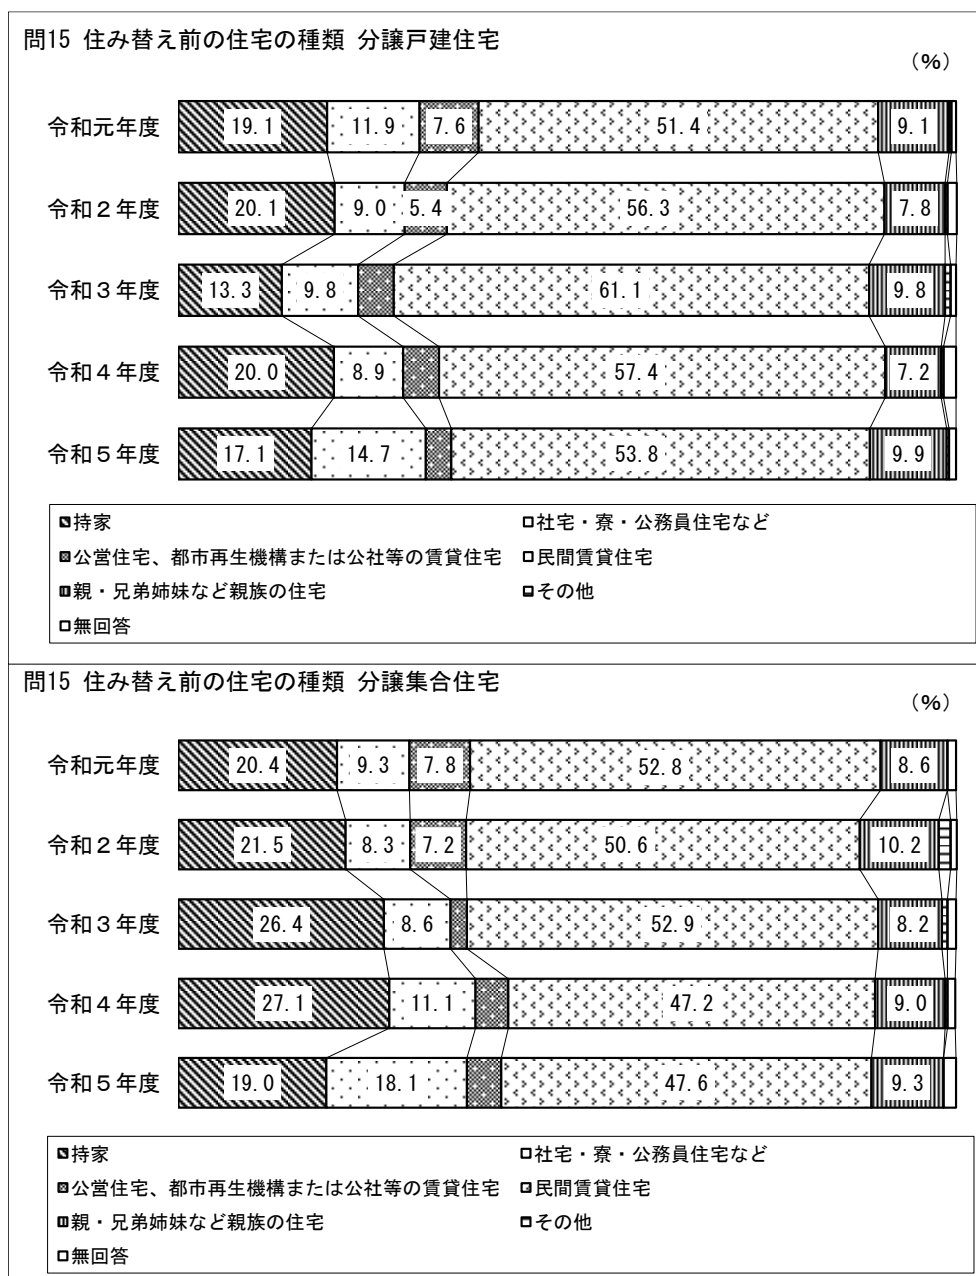 問15 住み替え前の住宅の種類 分譲戸建住宅
（%）
令和元年度 19.1 11.9 7.6 51.4 9.1
令和２年度 20.1 9.0 5.4 56.3 7.8
令和３年度 13.3 9.8 61.1 9.8
令和４年度 20.0 8.9 57.4 7.2
令和５年度 17.1 14.7 53.8 9.9
持家 社宅・寮・公務員住宅など
公営住宅、都市再生機構または公社等の賃貸住宅 民間賃貸住宅
親・兄弟姉妹など親族の住宅 その他
無回答
問15 住み替え前の住宅の種類 分譲集合住宅
（%）
令和元年度 20.4 9.3 7.8 52.8 8.6
令和２年度 21.5 8.3 7.2 50.6 10.2
令和３年度 26.4 8.6 52.9 8.2
令和４年度 27.1 11.1 47.2 9.0
令和５年度 19.0 18.1 47.6 9.3
持家 社宅・寮・公務員住宅など
公営住宅、都市再生機構または公社等の賃貸住宅 民間賃貸住宅
親・兄弟姉妹など親族の住宅 その他
無回答